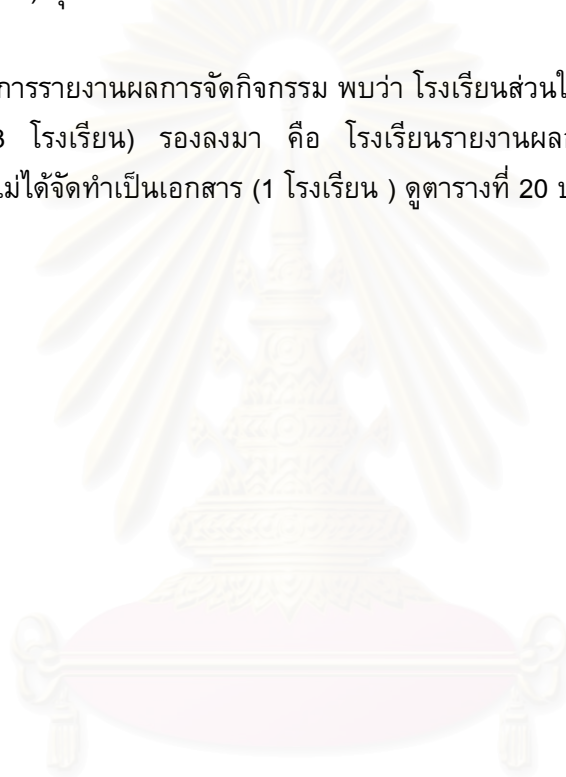 การรายงานผลการจัดกิจกรรม พบว่า โรงเรียนส่วนใ
โรงเรียน) รองลงมา คือ โรงเรียนรายงานผล
ไม่ได้จัดทำเป็นเอกสาร (1 โรงเรียน ) ดูตารางที่ 20